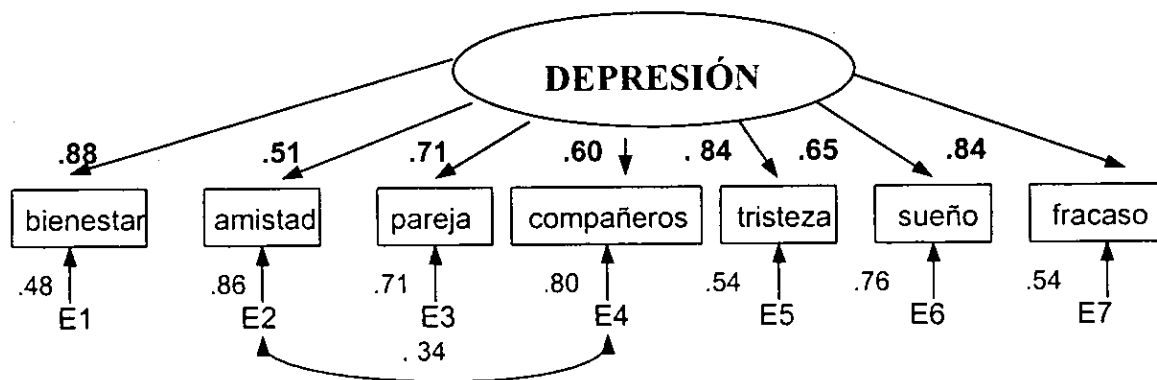 DEPRESIÓN
.88 .51 .71 .60 . 84 .65 .84
bienestar amistad pareja compañeros tristeza sueño fracaso
.48 .86 .71 .80 .54 .76 .54
E1 E2 E3 E4 E5 E6 E7
. 34